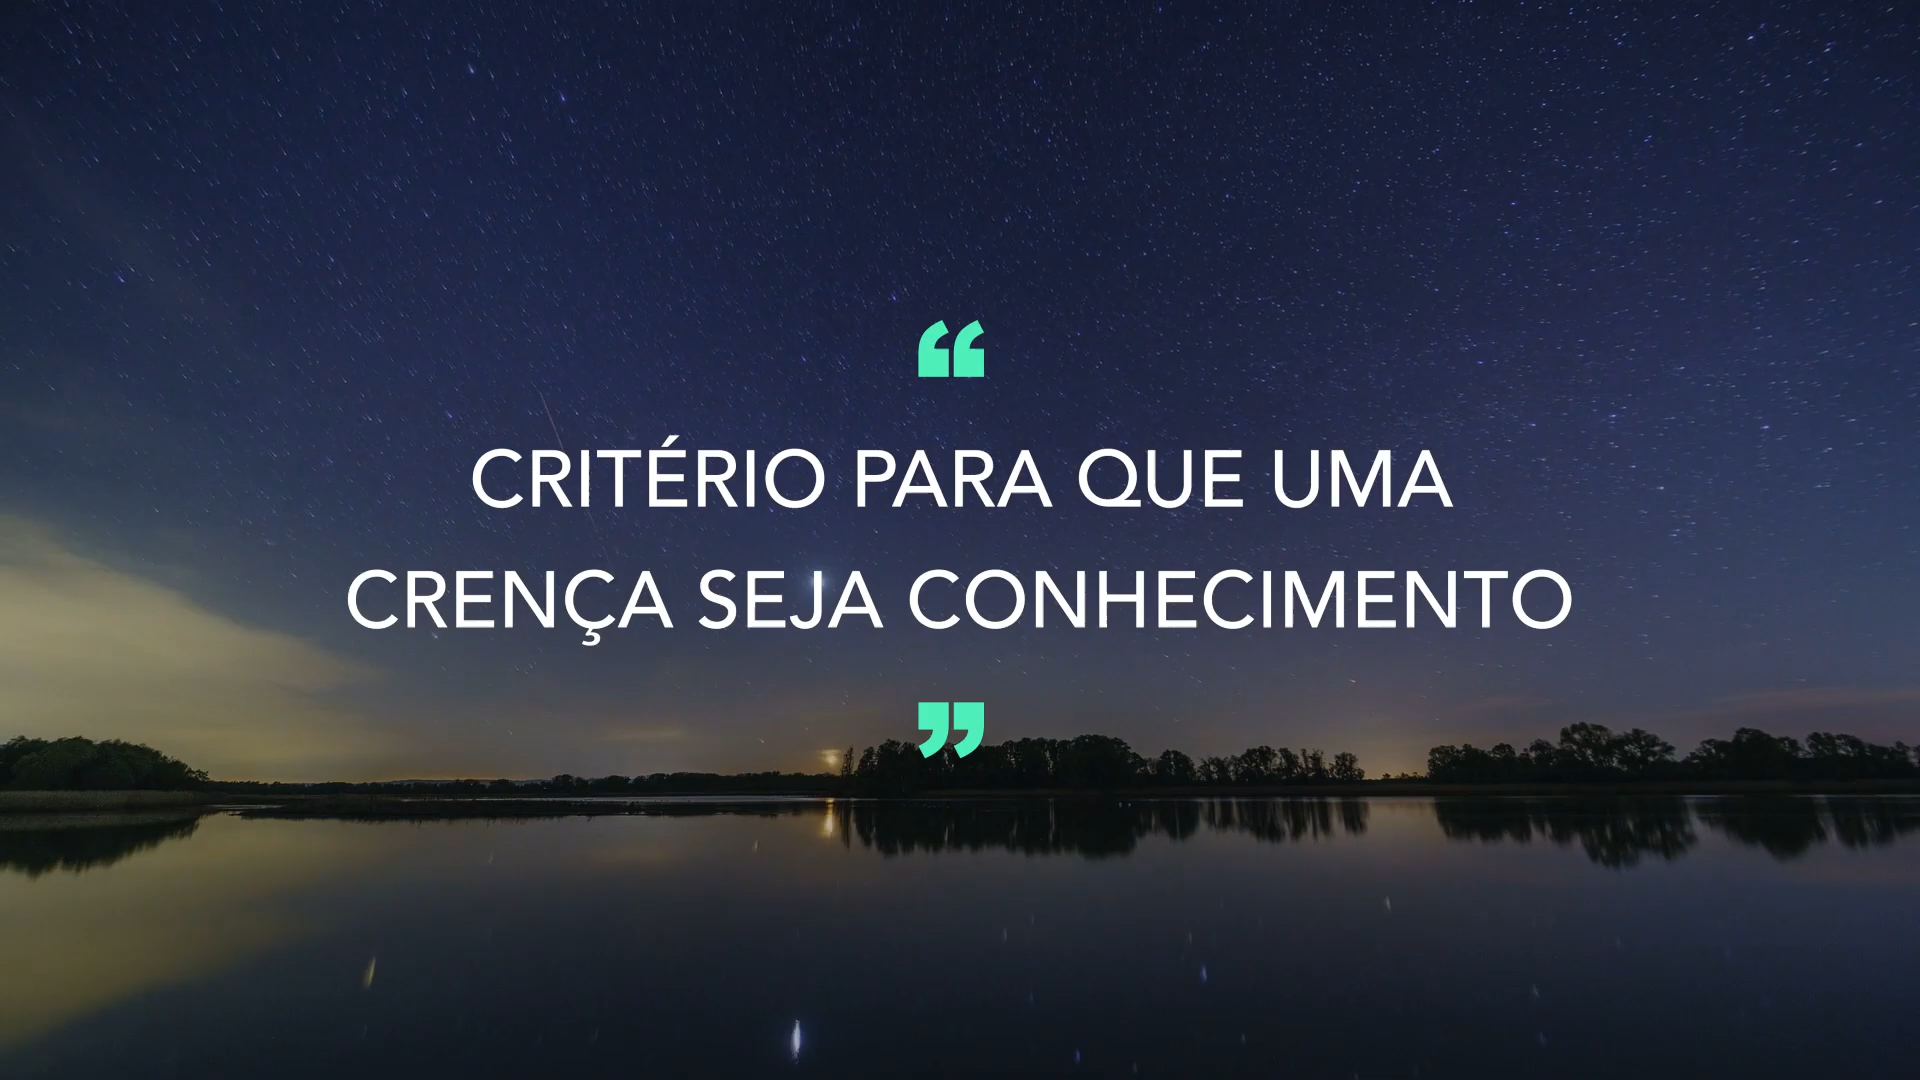 “
CRITÉRIO PARA QUE UMA
CRENÇA SEJA CONHECIMENTO
”